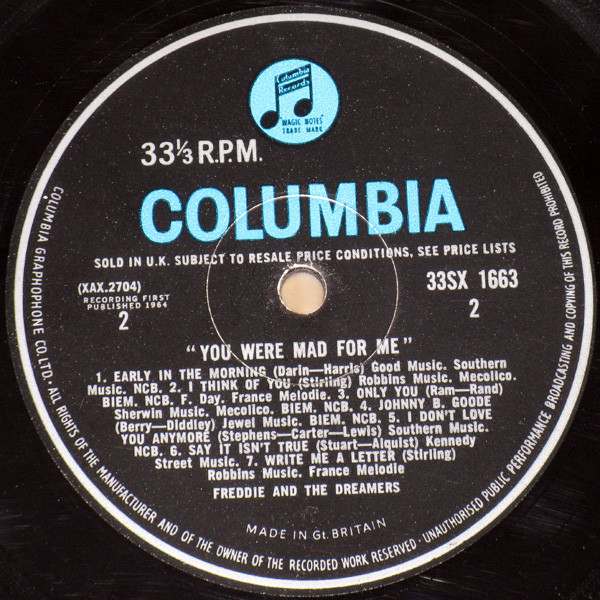 Columbia
Records
"MAGIC NOTES"
TRADE MARK
33⅓ R.P.M.
COLUMBIA
SOLD IN U.K. SUBJECT TO RESALE PRICE CONDITIONS, SEE PRICE LISTS
(XAX.2704)
RECORDING FIRST
PUBLISHED 1964
2
33SX 1663
2
"YOU WERE MAD FOR ME"
1. EARLY IN THE MORNING (Darin—Harris) Good Music. Southern
Music. NCB. 2. I THINK OF YOU (Stirling) Robbins Music. Mecolico.
BIEM. NCB. F. Day. France Melodie. 3. ONLY YOU (Ram—Rand)
Sherwin Music. Mecolico. BIEM. NCB. 4. JOHNNY B. GOODE
(Berry—Diddley) Jewel Music. BIEM. NCB. 5. I DON'T LOVE
YOU ANYMORE (Stephens—Carter—Lewis) Southern Music.
NCB. 6. SAY IT ISN'T TRUE (Stuart—Alquist) Kennedy
Street Music. 7. WRITE ME A LETTER (Stirling)
Robbins Music. France Melodie
FREDDIE AND THE DREAMERS
MADE IN Gt. BRITAIN
COLUMBIA GRAPHOPHONE CO. LTD. · ALL RIGHTS OF THE MANUFACTURER AND OF THE OWNER OF THE RECORDED WORK RESERVED · UNAUTHORISED PUBLIC PERFORMANCE BROADCASTING AND COPYING OF THIS RECORD PROHIBITED